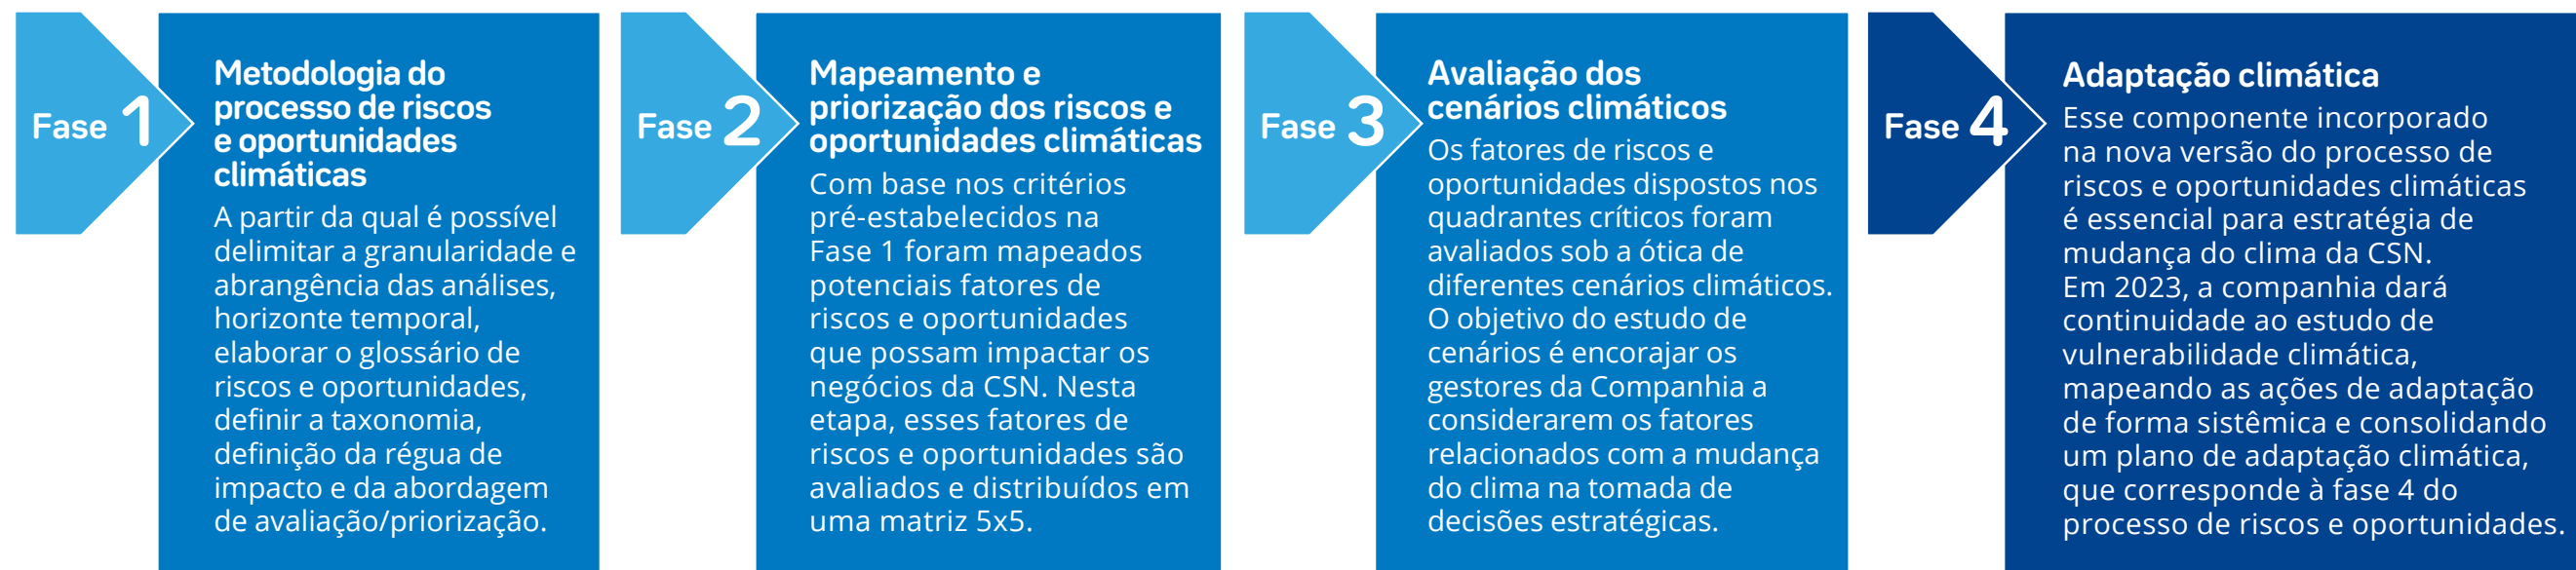 Fase 1
Metodologia do
processo de riscos
e oportunidades
climáticas
A partir da qual é possível
delimitar a granularidade e
abrangência das análises,
horizonte temporal,
elaborar o glossário de
riscos e oportunidades,
definir a taxonomia,
definição da régua de
impacto e da abordagem
de avaliação/priorização.
Fase 2
Mapeamento e
priorização dos riscos e
oportunidades climáticas
Com base nos critérios
pré-estabelecidos na
Fase 1 foram mapeados
potenciais fatores de
riscos e oportunidades
que possam impactar os
negócios da CSN. Nesta
etapa, esses fatores de
riscos e oportunidades são
avaliados e distribuídos em
uma matriz 5x5.
Fase 3
Avaliação dos
cenários climáticos
Os fatores de riscos e
oportunidades dispostos nos
quadrantes críticos foram
avaliados sob a ótica de
diferentes cenários climáticos.
O objetivo do estudo de
cenários é encorajar os
gestores da Companhia a
considerarem os fatores
relacionados com a mudança
do clima na tomada de
decisões estratégicas.
Fase 4
Adaptação climática
Esse componente incorporado
na nova versão do processo de
riscos e oportunidades climáticas
é essencial para estratégia de
mudança do clima da CSN.
Em 2023, a companhia dará
continuidade ao estudo de
vulnerabilidade climática,
mapeando as ações de adaptação
de forma sistêmica e consolidando
um plano de adaptação climática,
que corresponde à fase 4 do
processo de riscos e oportunidades.